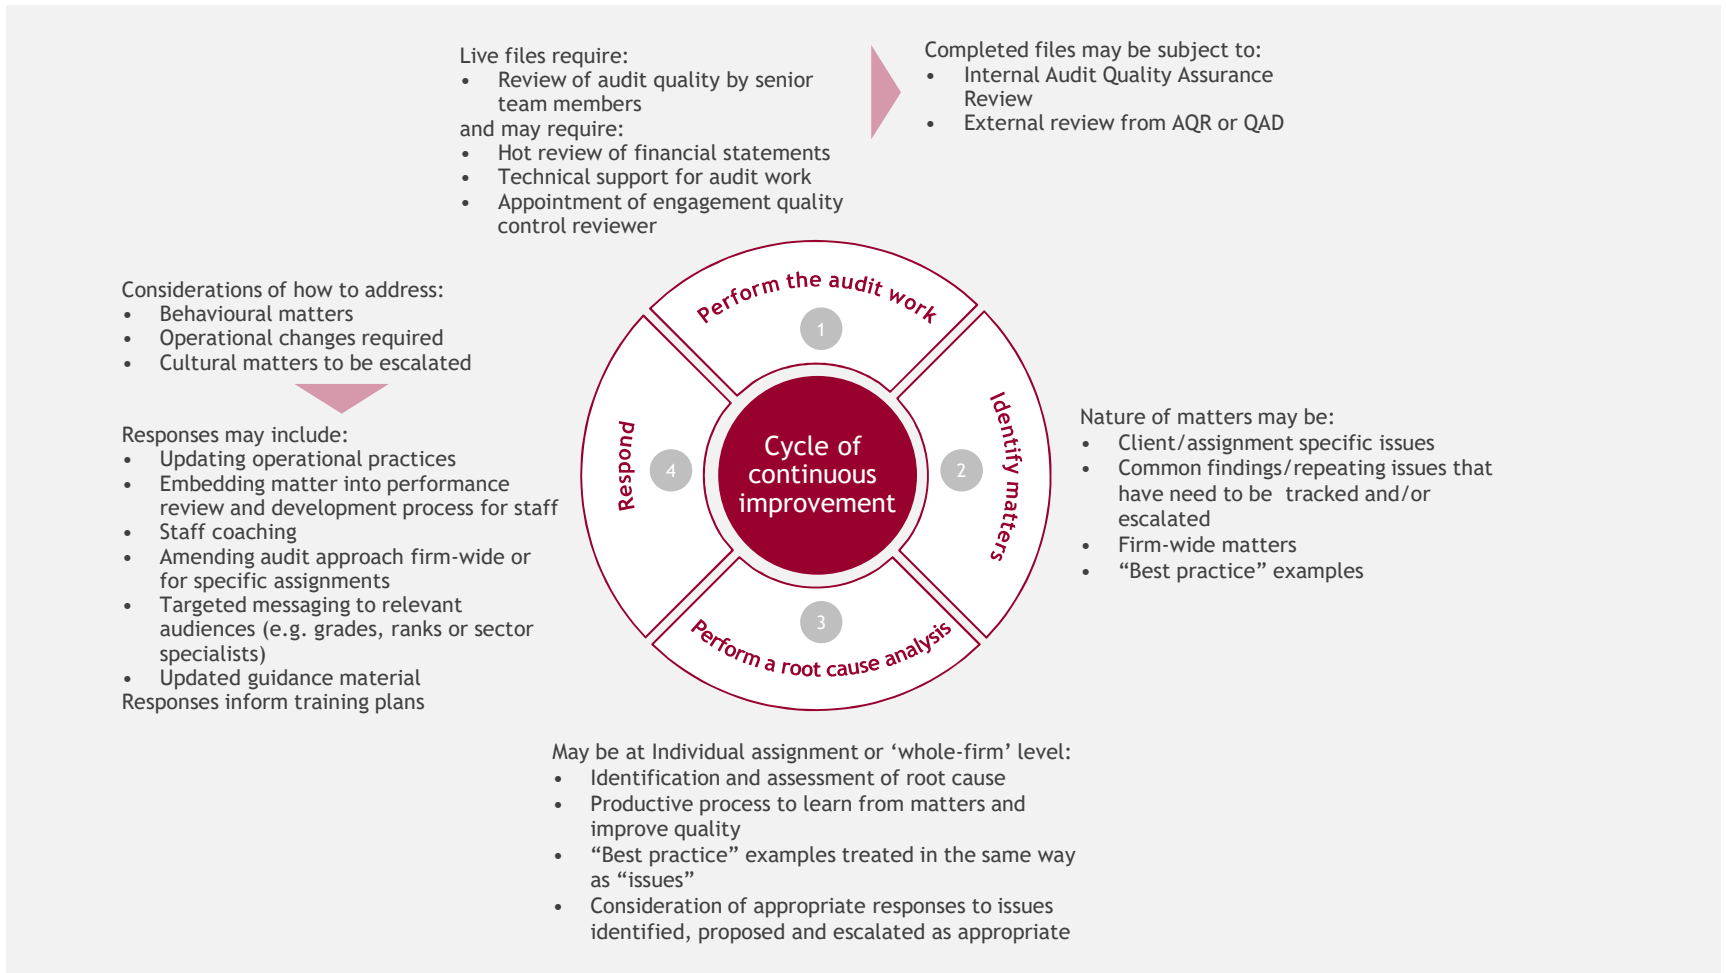 Live files require:
• Review of audit quality by senior
team members
and may require:
• Hot review of financial statements
• Technical support for audit work
• Appointment of engagement quality
control reviewer
Completed files may be subject to:
• Internal Audit Quality Assurance
Review
• External review from AQR or QAD
Considerations of how to address:
• Behavioural matters
• Operational changes required
• Cultural matters to be escalated
Responses may include:
• Updating operational practices
• Embedding matter into performance
review and development process for staff
• Staff coaching
• Amending audit approach firm-wide or
for specific assignments
• Targeted messaging to relevant
audiences (e.g. grades, ranks or sector
specialists)
• Updated guidance material
Responses inform training plans
Perform the audit work
1
Identify matters
2
Perform a root cause analysis
3
Respond
4
Cycle of
continuous
improvement
Nature of matters may be:
• Client/assignment specific issues
• Common findings/repeating issues that
have need to be  tracked and/or
escalated
• Firm-wide matters
• “Best practice” examples
May be at Individual assignment or ‘whole-firm’ level:
• Identification and assessment of root cause
• Productive process to learn from matters and
improve quality
• “Best practice” examples treated in the same way
as “issues”
• Consideration of appropriate responses to issues
identified, proposed and escalated as appropriate